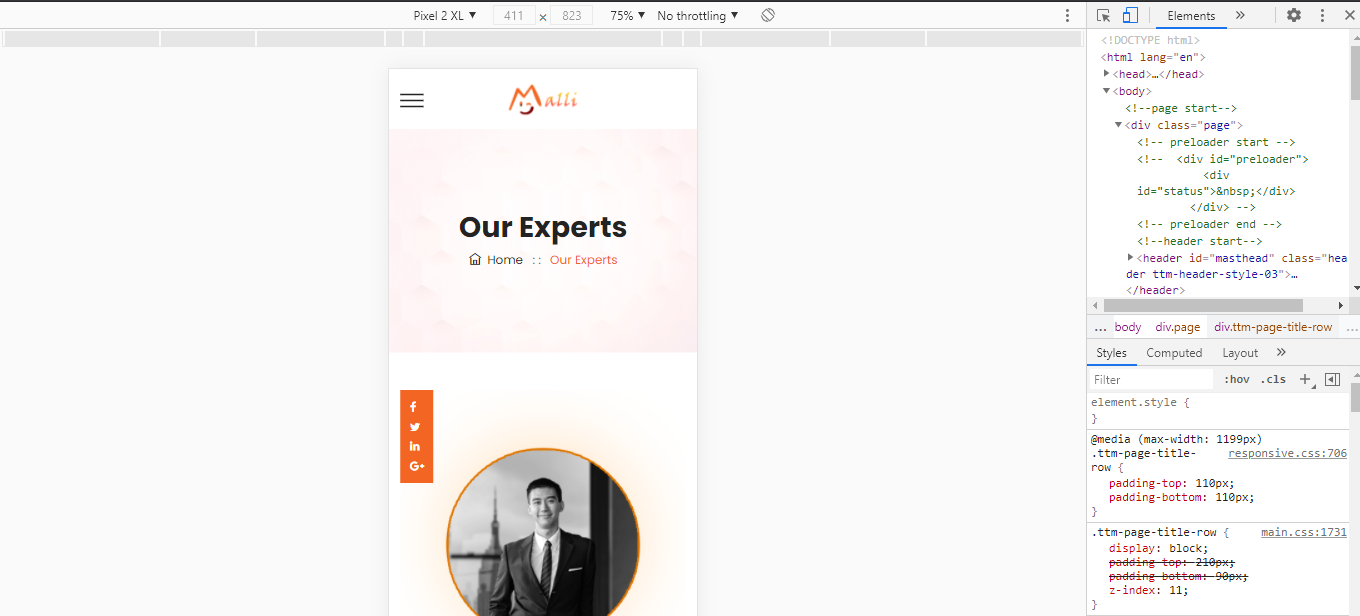 Pixel 2 XL ▼ 411 × 823 75% ▼ No throttling ▼
Elements »
Malli
Our Experts
Home :: Our Experts
<!DOCTYPE html>
<html lang="en">
<head>…</head>
<body>
<!--page start-->
<div class="page">
<!-- preloader start -->
<!--  <div id="preloader">
<div
id="status">&nbsp;</div>
</div> -->
<!-- preloader end -->
<!--header start-->
<header id="masthead" class="hea
der ttm-header-style-03">…
</header>
… body div.page div.ttm-page-title-row …
Styles Computed Layout »
Filter :hov .cls +
element.style {
}
@media (max-width: 1199px)
.ttm-page-title- responsive.css:706
row {
padding-top: 110px;
padding-bottom: 110px;
}
.ttm-page-title-row { main.css:1731
display: block;
padding-top: 210px;
padding-bottom: 90px;
z-index: 11;
}